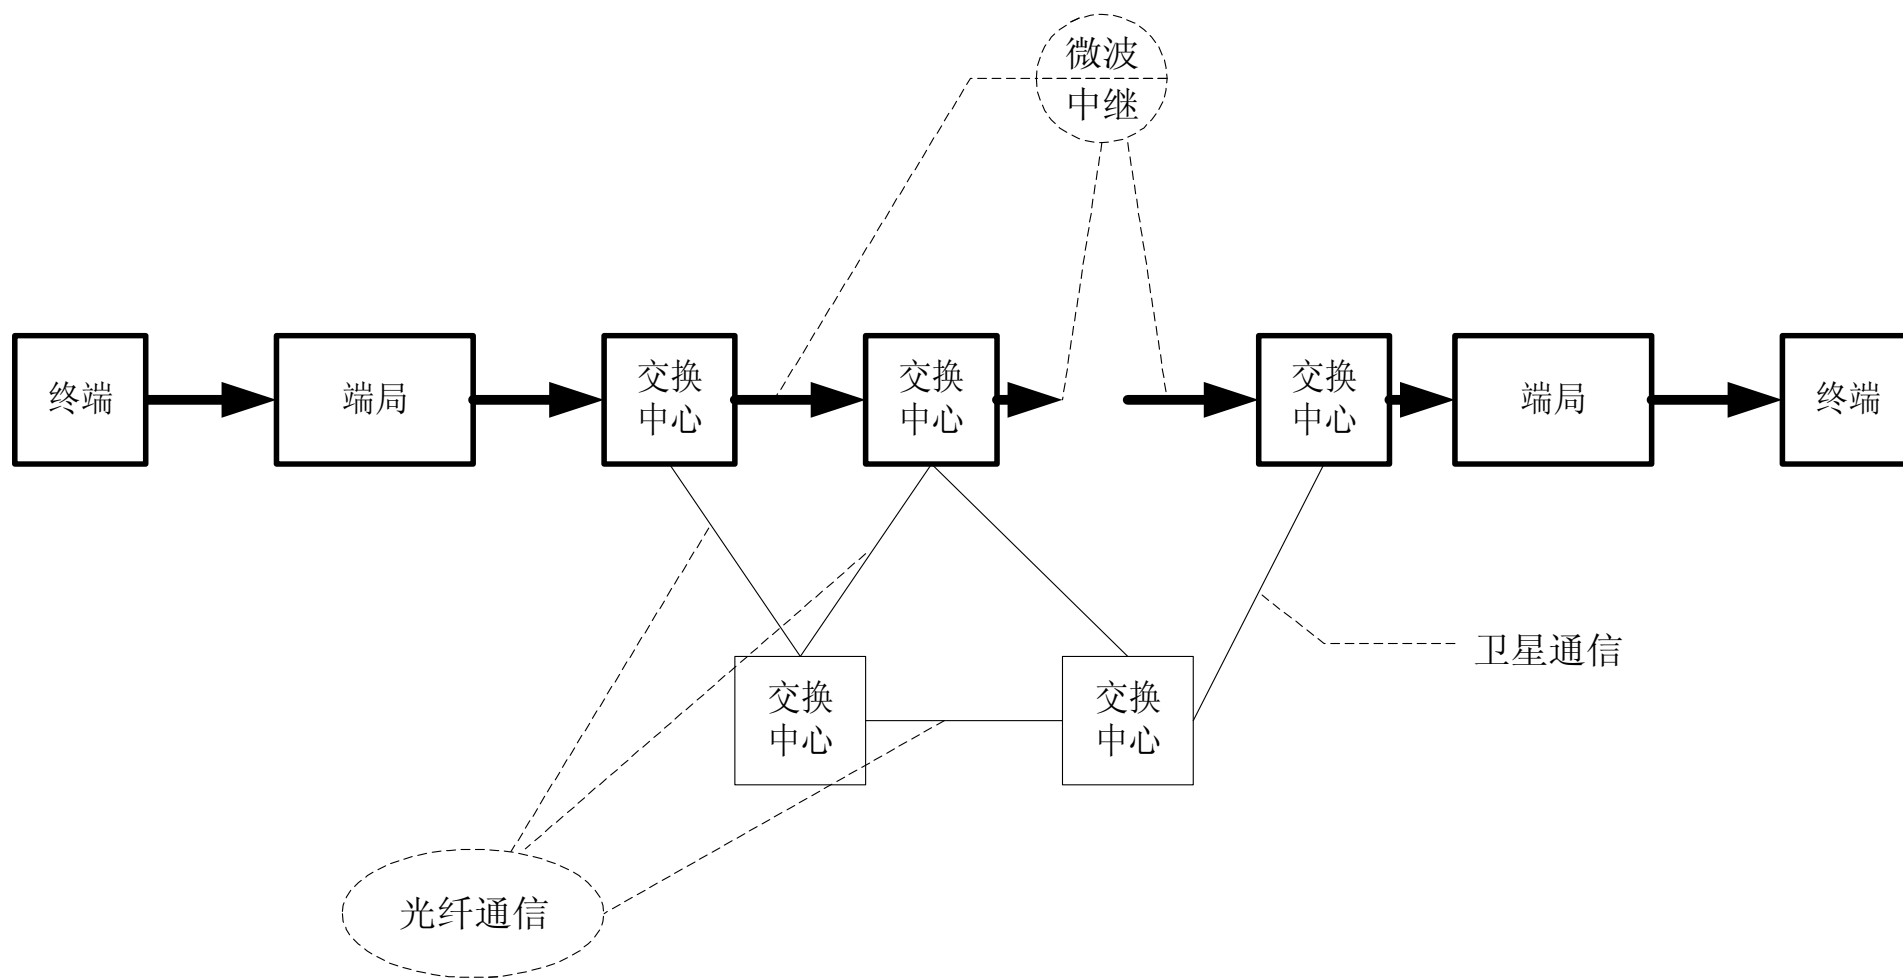 微波
中继
终端
端局
交换
中心
交换
中心
交换
中心
端局
终端
卫星通信
交换
中心
交换
中心
光纤通信